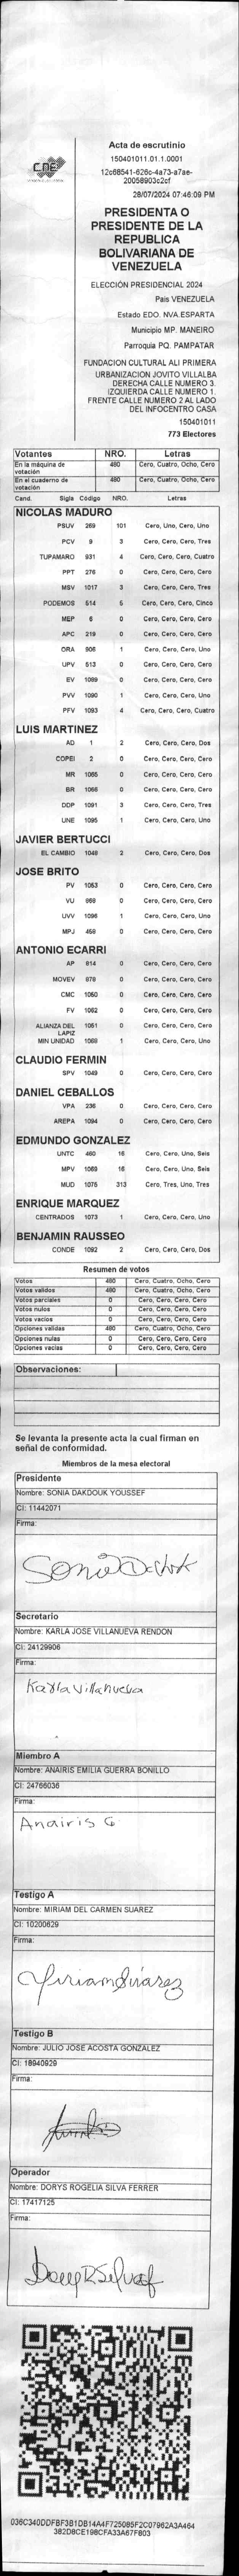 CNE
Acta de escrutinio
150401011.01.1.0001
12c68541-626c-4a73-a7ae-
20058903c2cf
28/07/2024 07:46:09 PM
PRESIDENTA O
PRESIDENTE DE LA
REPUBLICA
BOLIVARIANA DE
VENEZUELA
ELECCIÓN PRESIDENCIAL 2024
Pais VENEZUELA
Estado EDO. NVA.ESPARTA
Municipio MP. MANEIRO
Parroquia PQ. PAMPATAR
FUNDACION CULTURAL ALI PRIMERA
URBANIZACION JOVITO VILLALBA
DERECHA CALLE NUMERO 3.
IZQUIERDA CALLE NUMERO 1.
FRENTE CALLE NUMERO 2 AL LADO
DEL INFOCENTRO CASA
150401011
773 Electores
Votantes NRO. Letras
En la máquina de votación 480 Cero, Cuatro, Ocho, Cero
En el cuaderno de votación 480 Cero, Cuatro, Ocho, Cero
Cand. Sigla Código NRO. Letras
NICOLAS MADURO
PSUV 269 101 Cero, Uno, Cero, Uno
PCV 9 3 Cero, Cero, Cero, Tres
TUPAMARO 931 4 Cero, Cero, Cero, Cuatro
PPT 276 0 Cero, Cero, Cero, Cero
MSV 1017 3 Cero, Cero, Cero, Tres
PODEMOS 514 5 Cero, Cero, Cero, Cinco
MEP 6 0 Cero, Cero, Cero, Cero
APC 219 0 Cero, Cero, Cero, Cero
ORA 906 1 Cero, Cero, Cero, Uno
UPV 513 0 Cero, Cero, Cero, Cero
EV 1089 0 Cero, Cero, Cero, Cero
PVV 1090 1 Cero, Cero, Cero, Uno
PFV 1093 4 Cero, Cero, Cero, Cuatro
LUIS MARTINEZ
AD 1 2 Cero, Cero, Cero, Dos
COPEI 2 0 Cero, Cero, Cero, Cero
MR 1065 0 Cero, Cero, Cero, Cero
BR 1066 0 Cero, Cero, Cero, Cero
DDP 1091 3 Cero, Cero, Cero, Tres
UNE 1095 1 Cero, Cero, Cero, Uno
JAVIER BERTUCCI
EL CAMBIO 1048 2 Cero, Cero, Cero, Dos
JOSE BRITO
PV 1053 0 Cero, Cero, Cero, Cero
VU 968 0 Cero, Cero, Cero, Cero
UVV 1096 1 Cero, Cero, Cero, Uno
MPJ 459 0 Cero, Cero, Cero, Cero
ANTONIO ECARRI
AP 814 0 Cero, Cero, Cero, Cero
MOVEV 878 0 Cero, Cero, Cero, Cero
CMC 1050 0 Cero, Cero, Cero, Cero
FV 1062 0 Cero, Cero, Cero, Cero
ALIANZA DEL LAPIZ 1051 0 Cero, Cero, Cero, Cero
MIN UNIDAD 1068 1 Cero, Cero, Cero, Uno
CLAUDIO FERMIN
SPV 1049 0 Cero, Cero, Cero, Cero
DANIEL CEBALLOS
VPA 236 0 Cero, Cero, Cero, Cero
AREPA 1094 0 Cero, Cero, Cero, Cero
EDMUNDO GONZALEZ
UNTC 460 16 Cero, Cero, Uno, Seis
MPV 1069 16 Cero, Cero, Uno, Seis
MUD 1075 313 Cero, Tres, Uno, Tres
ENRIQUE MARQUEZ
CENTRADOS 1073 1 Cero, Cero, Cero, Uno
BENJAMIN RAUSSEO
CONDE 1092 2 Cero, Cero, Cero, Dos
Resumen de votos
Votos 480 Cero, Cuatro, Ocho, Cero
Votos validos 480 Cero, Cuatro, Ocho, Cero
Votos parciales 0 Cero, Cero, Cero, Cero
Votos nulos 0 Cero, Cero, Cero, Cero
Votos vacios 0 Cero, Cero, Cero, Cero
Opciones validas 480 Cero, Cuatro, Ocho, Cero
Opciones nulas 0 Cero, Cero, Cero, Cero
Opciones vacias 0 Cero, Cero, Cero, Cero
Observaciones:
Se levanta la presente acta la cual firman en
señal de conformidad.
Miembros de la mesa electoral
Presidente
Nombre: SONIA DAKDOUK YOUSSEF
CI: 11442071
Firma:
Secretario
Nombre: KARLA JOSE VILLANUEVA RENDON
CI: 24129906
Firma:
Karla Villanueva
Miembro A
Nombre: ANAIRIS EMILIA GUERRA BONILLO
CI: 24766036
Firma:
Anairis G
Testigo A
Nombre: MIRIAM DEL CARMEN SUAREZ
CI: 10200629
Firma:
Miriam Suarez
Testigo B
Nombre: JULIO JOSE ACOSTA GONZALEZ
CI: 18940929
Firma:
Operador
Nombre: DORYS ROGELIA SILVA FERRER
CI: 17417125
Firma:
036C340DDFBF3B1DB14A4F725085F2C07962A3A464
382D8CE198CFA33A67F803